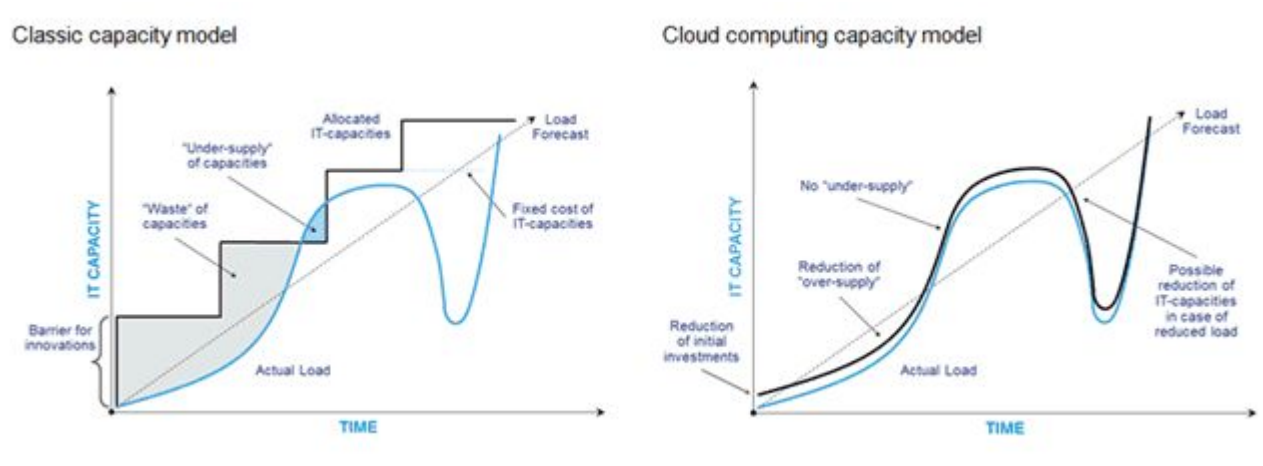 Classic capacity model
Allocated
IT-capacities
Load
Forecast
"Under-supply"
of capacities
"Waste" of
capacities
Fixed cost of
IT-capacities
IT CAPACITY
Barrier for
innovations
Actual Load
TIME
Cloud computing capacity model
Load
Forecast
No "under-supply"
IT CAPACITY
Reduction of
"over-supply"
Possible
reduction of
IT-capacities
in case of
reduced load
Reduction
of initial
investments
Actual Load
TIME